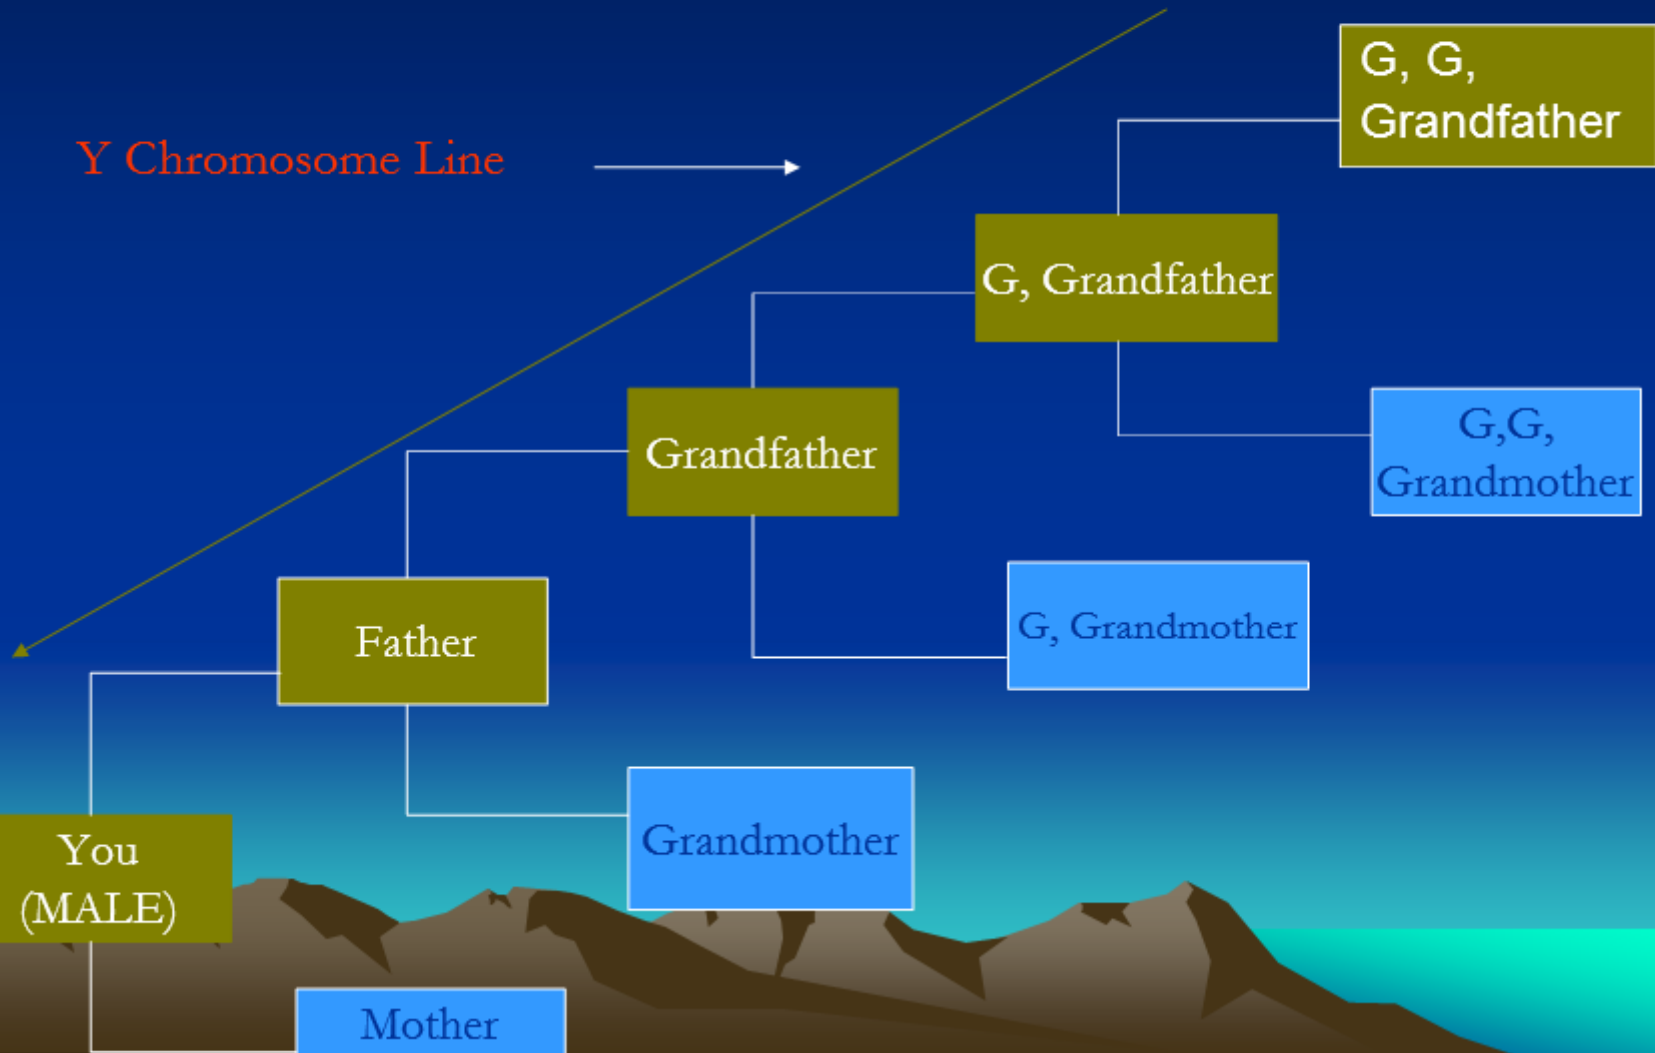 G, G,
Grandfather
Y Chromosome Line
G, Grandfather
Grandfather
G,G,
Grandmother
G, Grandmother
Father
Grandmother
You
(MALE)
Mother